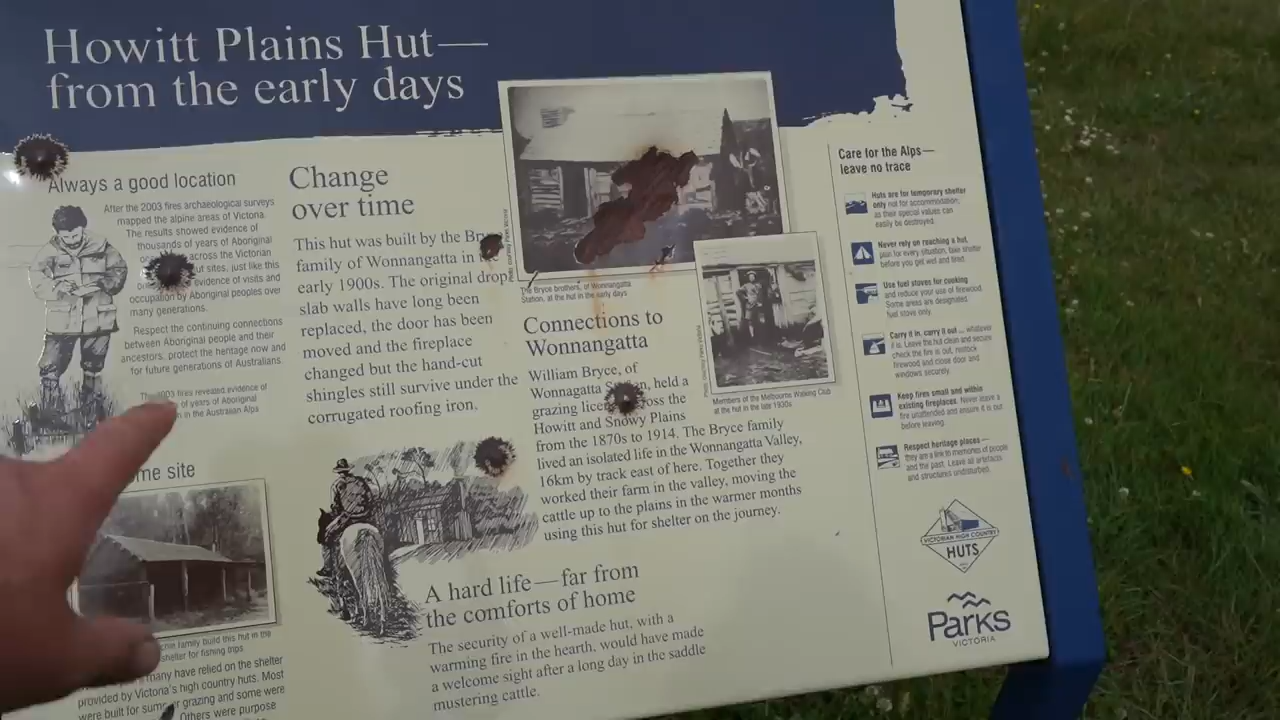 Howitt Plains Hut—
from the early days
Always a good location
After the 2003 fires archaeological surveys
mapped the alpine areas of Victoria.
The results showed evidence of
thousands of years of Aboriginal
across the Victorian
sites, just like this
evidence of visits and
occupation by Aboriginal peoples over
many generations.
Respect the continuing connections
between Aboriginal people and their
ancestors, protect the heritage now and
for future generations of Australians.
2003 fires revealed evidence of
of years of Aboriginal
in the Australian Alps
site
family build this hut in the
shelter for fishing trips
many have relied on the shelter
provided by Victoria's high country huts. Most
were built for grazing and some were
Others were purpose
Change
over time
This hut was built by the
family of Wonnangatta in
early 1900s. The original drop
slab walls have long been
replaced, the door has been
moved and the fireplace
changed but the hand-cut
shingles still survive under the
corrugated roofing iron.
The Bryce brothers, of Wonnangatta
Station, at the hut in the early days
Members of the Melbourne Walking Club
at the hut in the late 1930s
Connections to
Wonnangatta
William Bryce, of
Wonnagatta held a
grazing the
Howitt and Snowy Plains
from the 1870s to 1914. The Bryce family
lived an isolated life in the Wonnangatta Valley,
16km by track east of here. Together they
worked their farm in the valley, moving the
cattle up to the plains in the warmer months
using this hut for shelter on the journey.
A hard life—far from
the comforts of home
The security of a well-made hut, with a
warming fire in the hearth, would have made
a welcome sight after a long day in the saddle
mustering cattle.
Care for the Alps—
leave no trace
Huts are for temporary shelter
only not for accommodation,
as their special values can
easily be destroyed.
Never rely on reaching a hut,
plan for every situation, take shelter
before you get wet and tired.
Use fuel stoves for cooking
and reduce your use of firewood.
Some areas are designated
fuel stove only.
Carry it in, carry it out ... whatever
it is. Leave the hut clean and secure
check the fire is out, restock
firewood and close door and
windows securely.
Keep fires small and within
existing fireplaces. Never leave a
fire unattended and ensure it is out
before leaving.
Respect heritage places—
they are a link to memories of people
and the past. Leave all artefacts
and structures undisturbed.
VICTORIAN HIGH COUNTRY
HUTS
Parks
VICTORIA